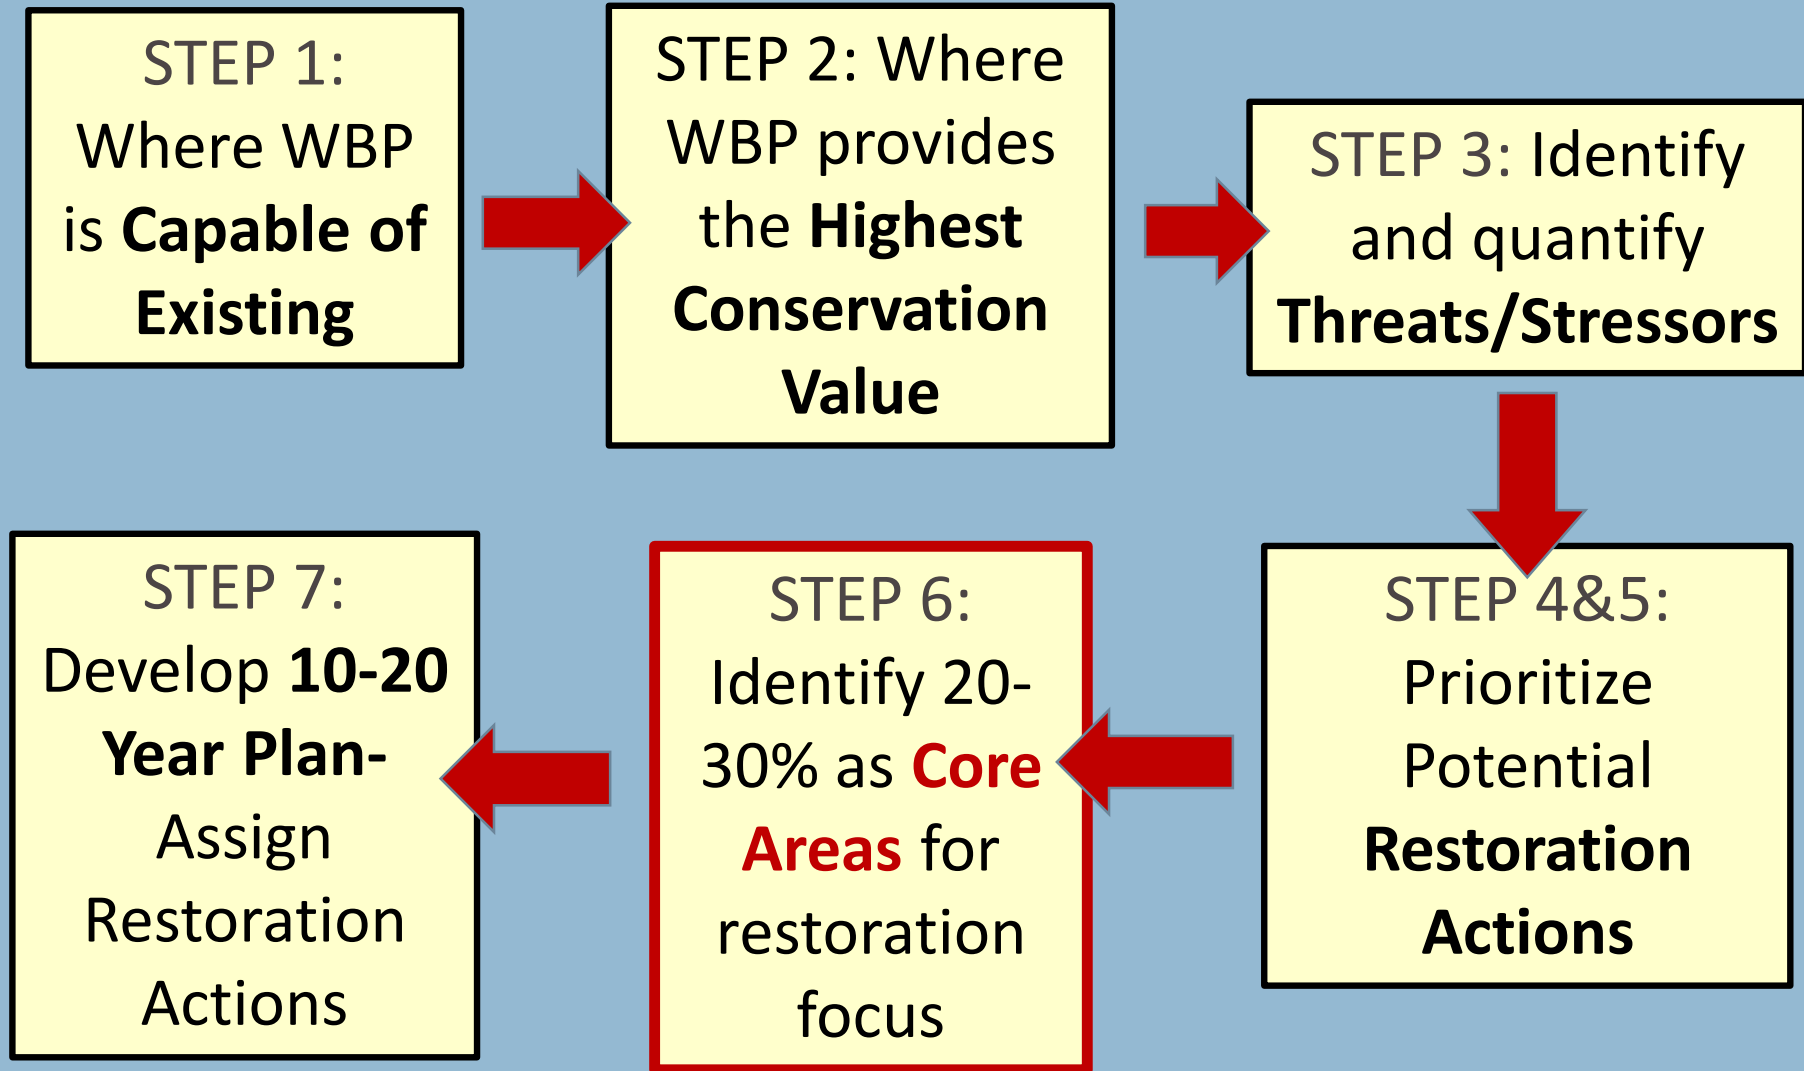 STEP 1:
Where WBP
is Capable of
Existing
STEP 2: Where
WBP provides
the Highest
Conservation
Value
STEP 3: Identify
and quantify
Threats/Stressors
STEP 4&5:
Prioritize
Potential
Restoration
Actions
STEP 6:
Identify 20-
30% as Core
Areas for
restoration
focus
STEP 7:
Develop 10-20
Year Plan-
Assign
Restoration
Actions